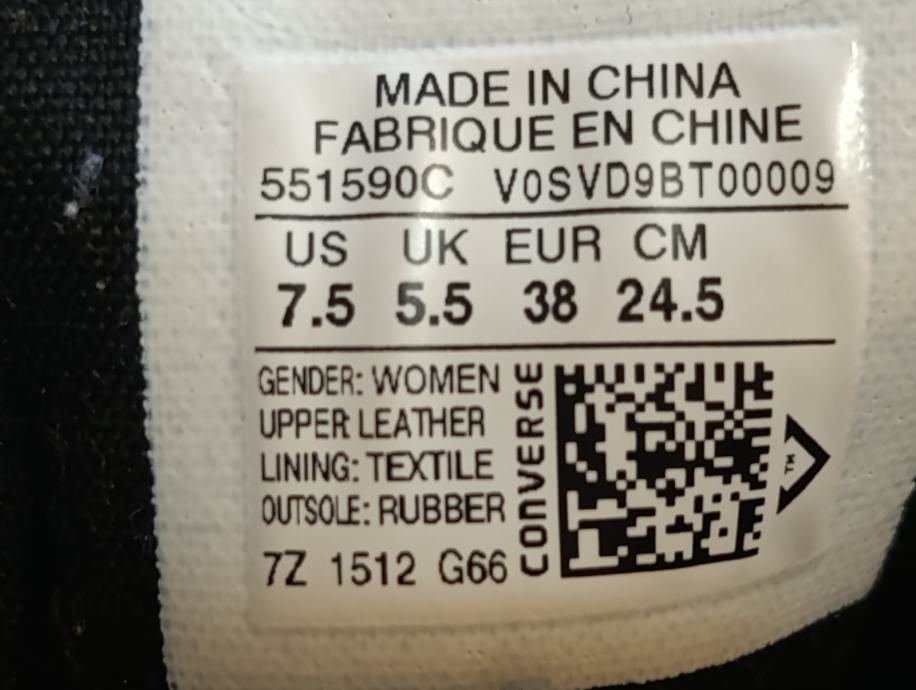 MADE IN CHINA
FABRIQUE EN CHINE
551590C V0SVD9BT00009
US UK EUR CM
7.5 5.5 38 24.5
GENDER: WOMEN
UPPER: LEATHER
LINING: TEXTILE
OUTSOLE: RUBBER
7Z 1512 G66
CONVERSE
TM